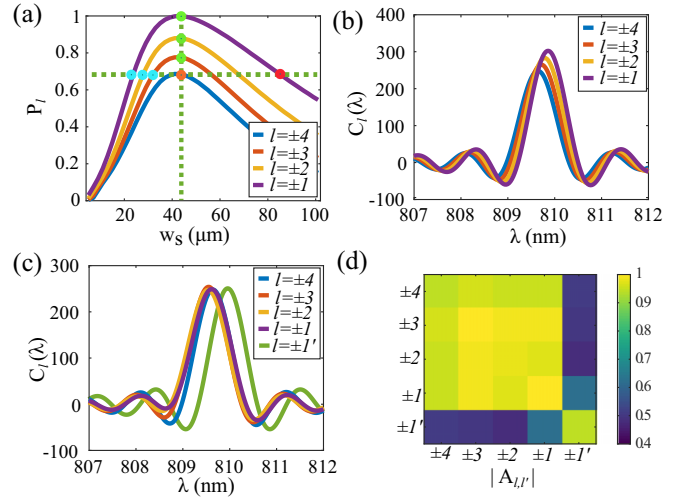 (a)
P_l
1
0.8
0.6
0.4
0.2
0
20 40 60 80 100
w_S (μm)
l=±4
l=±3
l=±2
l=±1
(b)
C_l(λ)
400
300
200
100
0
-100
807 808 809 810 811 812
λ (nm)
l=±4
l=±3
l=±2
l=±1
(c)
C_l(λ)
300
200
100
0
-100
807 808 809 810 811 812
λ (nm)
l=±4
l=±3
l=±2
l=±1
l=±1'
(d)
±4
±3
±2
±1
±1'
±4 ±3 ±2 ±1 ±1'
|A_{l,l'}|
1
0.9
0.8
0.7
0.6
0.5
0.4